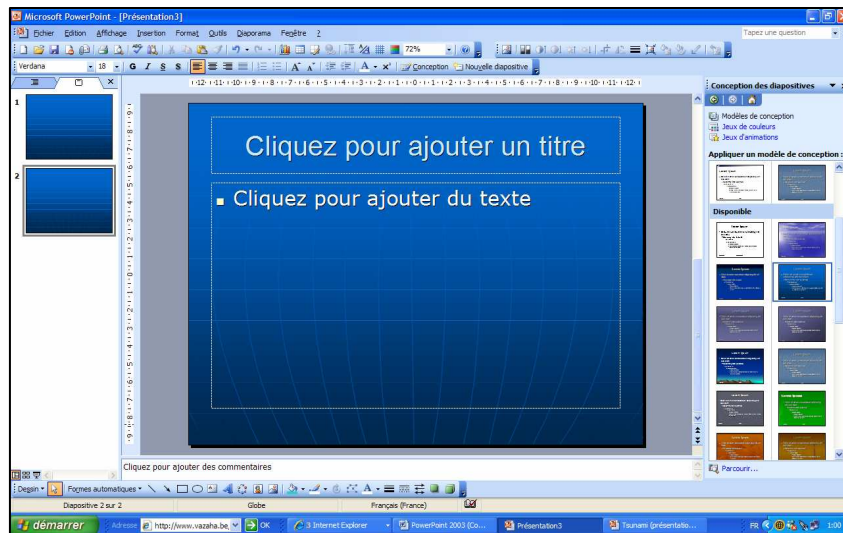 Microsoft PowerPoint - [Présentation3]
Fichier Edition Affichage Insertion Format Outils Diaporama Fenêtre ?
Tapez une question
72%
Verdana 18 G I S S
Conception Nouvelle diapositive
Conception des diapositives
Modèles de conception
Jeux de couleurs
Jeux d'animations
Appliquer un modèle de conception :
Disponible
Parcourir...
1
2
Cliquez pour ajouter un titre
Cliquez pour ajouter du texte
Cliquez pour ajouter des commentaires
Dessin Formes automatiques
Diapositive 2 sur 2 Globe Français (France)
démarrer Adresse http://www.vazaha.be, OK 3 Internet Explorer PowerPoint 2003 (Co... Présentation3 Tsunami (présentatio... FR 1:00